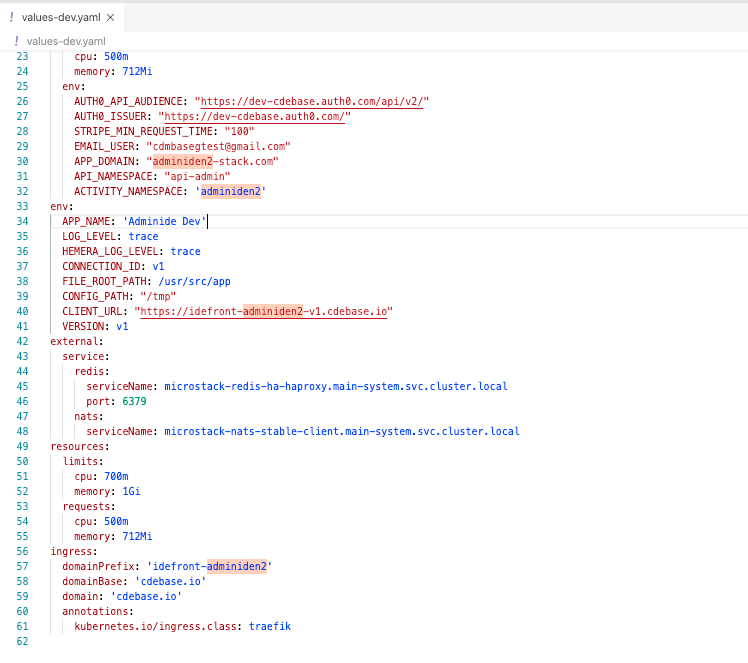 ! values-dev.yaml ×
! values-dev.yaml
23 cpu: 500m
24 memory: 712Mi
25 env:
26 AUTH0_API_AUDIENCE: "https://dev-cdebase.auth0.com/api/v2/"
27 AUTH0_ISSUER: "https://dev-cdebase.auth0.com/"
28 STRIPE_MIN_REQUEST_TIME: "100"
29 EMAIL_USER: "cdmbasegtest@gmail.com"
30 APP_DOMAIN: "adminiden2-stack.com"
31 API_NAMESPACE: "api-admin"
32 ACTIVITY_NAMESPACE: 'adminiden2'
33 env:
34 APP_NAME: 'Adminide Dev'
35 LOG_LEVEL: trace
36 HEMERA_LOG_LEVEL: trace
37 CONNECTION_ID: v1
38 FILE_ROOT_PATH: /usr/src/app
39 CONFIG_PATH: "/tmp"
40 CLIENT_URL: "https://idefront-adminiden2-v1.cdebase.io"
41 VERSION: v1
42 external:
43 service:
44 redis:
45 serviceName: microstack-redis-ha-haproxy.main-system.svc.cluster.local
46 port: 6379
47 nats:
48 serviceName: microstack-nats-stable-client.main-system.svc.cluster.local
49 resources:
50 limits:
51 cpu: 700m
52 memory: 1Gi
53 requests:
54 cpu: 500m
55 memory: 712Mi
56 ingress:
57 domainPrefix: 'idefront-adminiden2'
58 domainBase: 'cdebase.io'
59 domain: 'cdebase.io'
60 annotations:
61 kubernetes.io/ingress.class: traefik
62